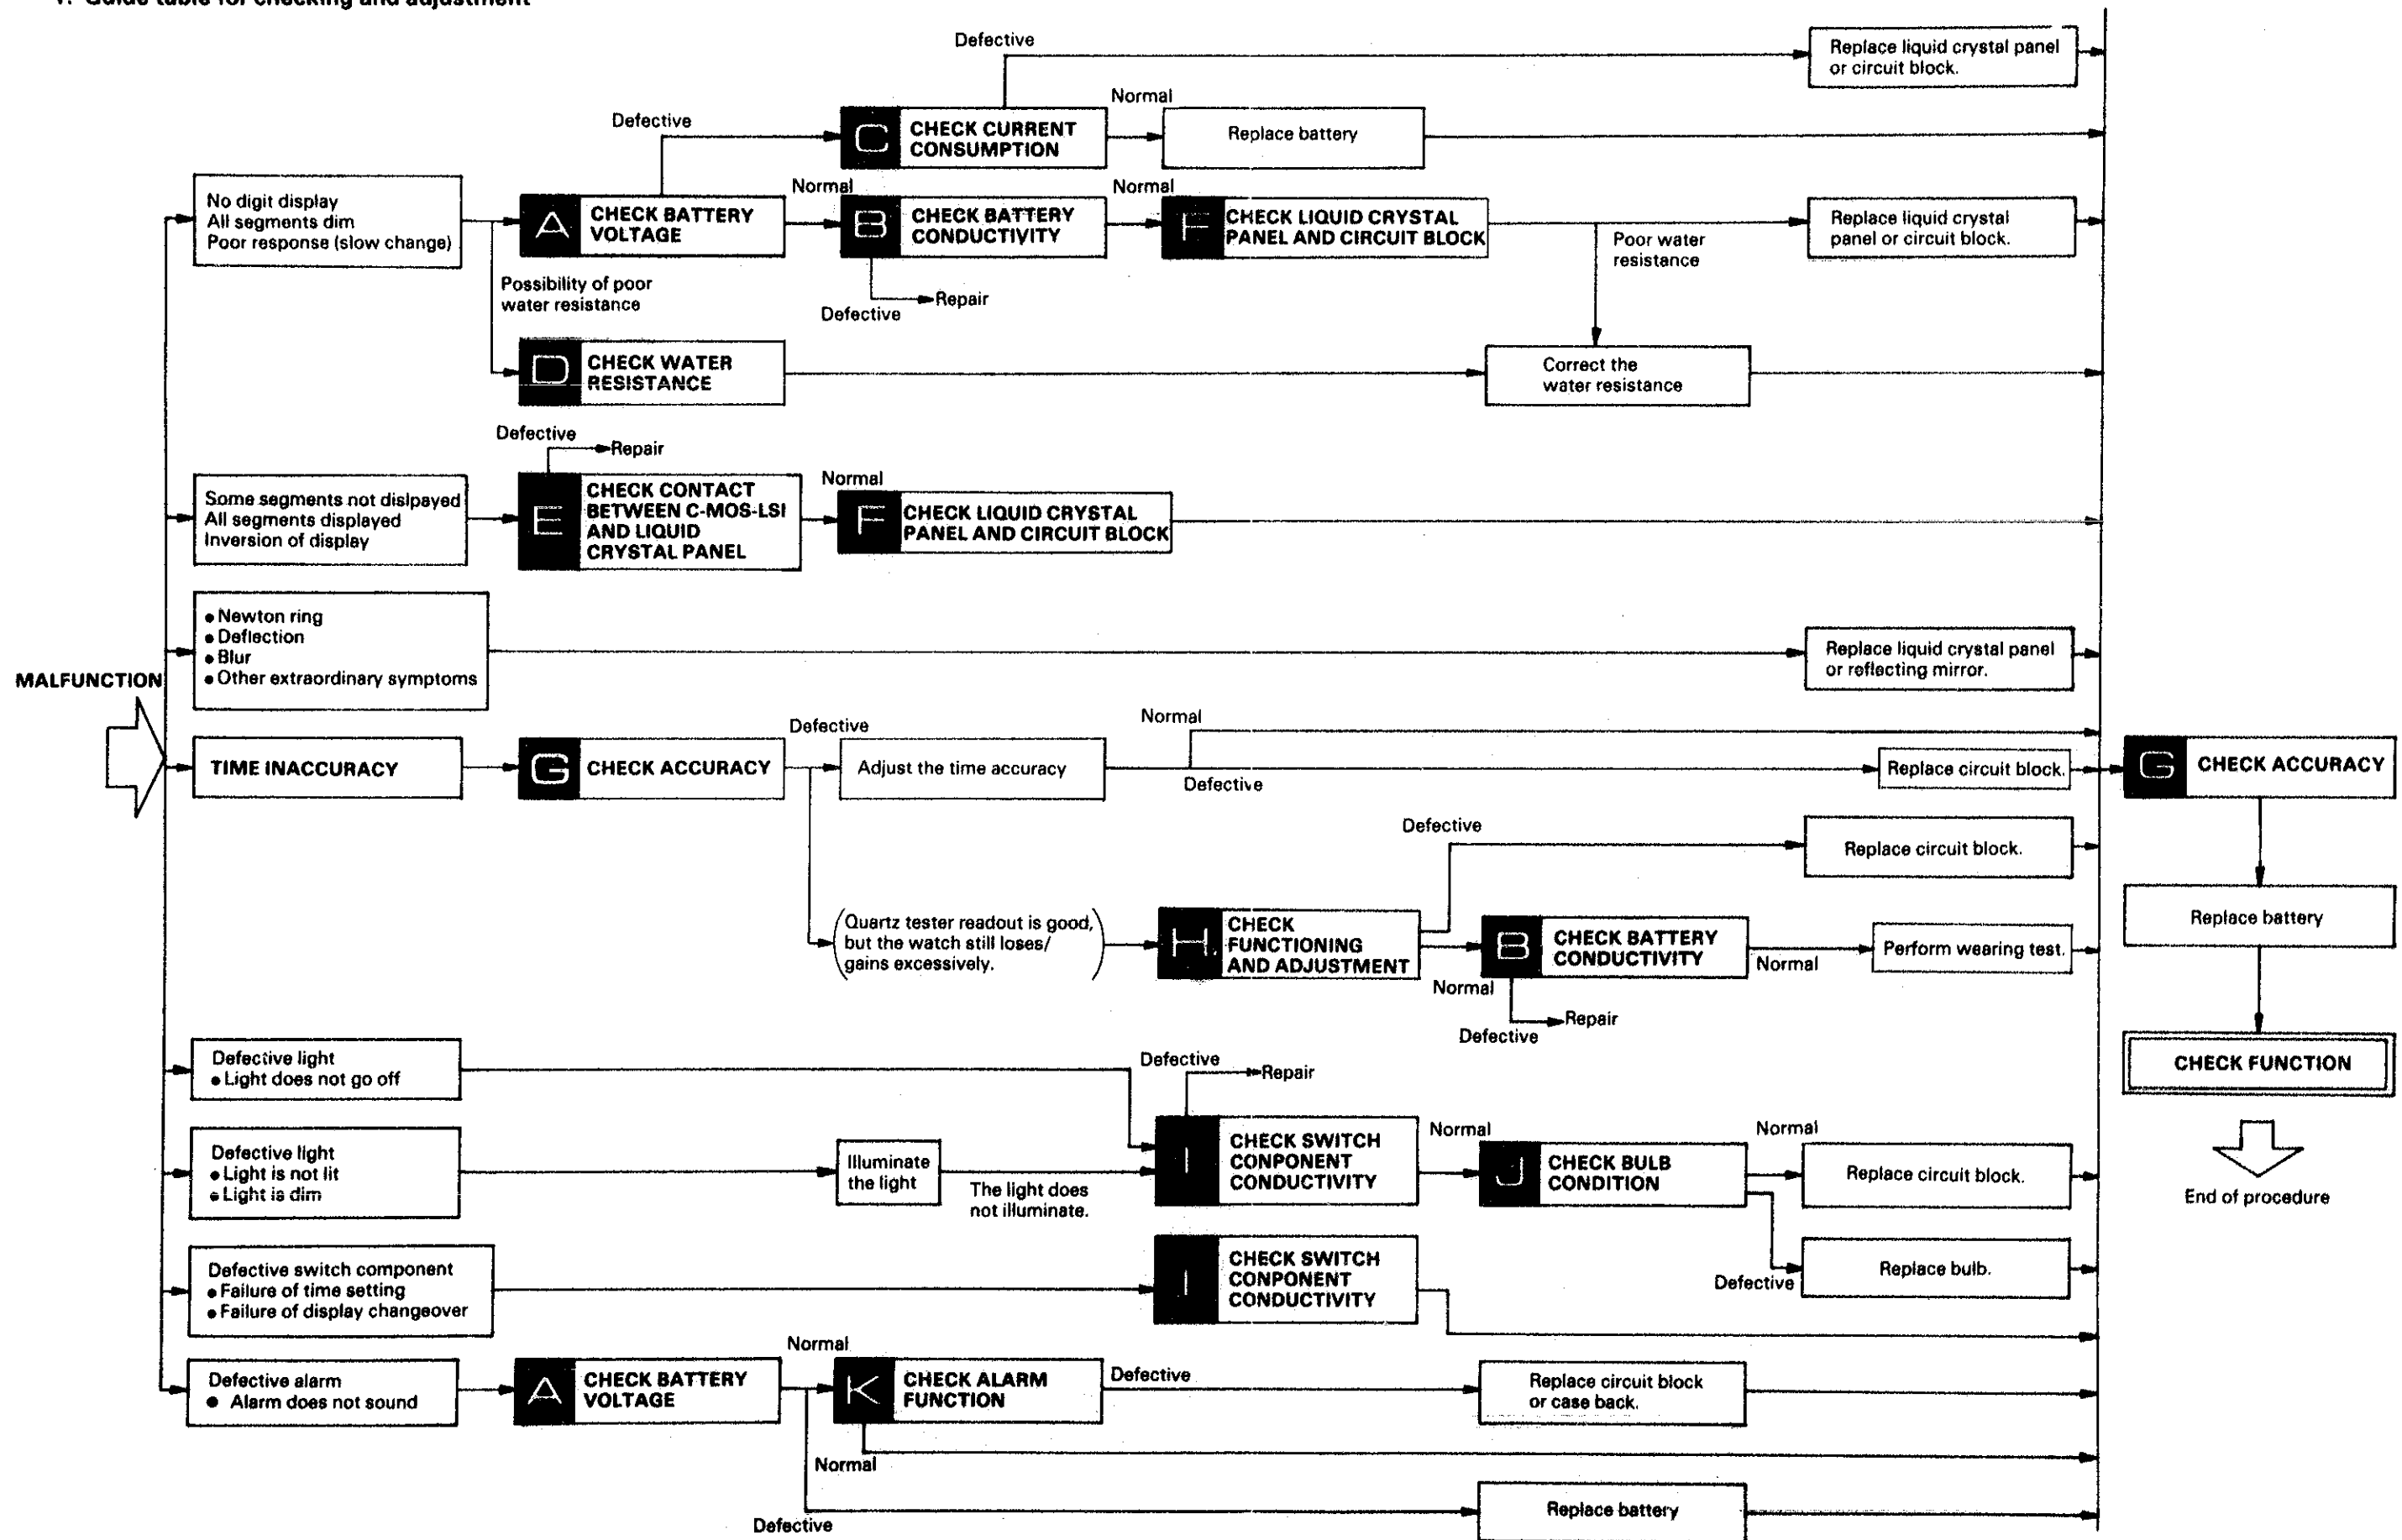 1. Guide table for checking and adjustment
Defective
Replace liquid crystal panel
or circuit block.
Defective
C
CHECK CURRENT
CONSUMPTION
Normal
Replace battery
No digit display
All segments dim
Poor response (slow change)
A
CHECK BATTERY
VOLTAGE
Normal
B
CHECK BATTERY
CONDUCTIVITY
Normal
F
CHECK LIQUID CRYSTAL
PANEL AND CIRCUIT BLOCK
Poor water
resistance
Replace liquid crystal
panel or circuit block.
Possibility of poor
water resistance
Defective
Repair
D
CHECK WATER
RESISTANCE
Correct the
water resistance
Defective
Repair
Some segments not dislpayed
All segments displayed
Inversion of display
E
CHECK CONTACT
BETWEEN C-MOS-LSI
AND LIQUID
CRYSTAL PANEL
Normal
F
CHECK LIQUID CRYSTAL
PANEL AND CIRCUIT BLOCK
• Newton ring
• Deflection
• Blur
• Other extraordinary symptoms
Replace liquid crystal panel
or reflecting mirror.
MALFUNCTION
TIME INACCURACY
G
CHECK ACCURACY
Defective
Adjust the time accuracy
Normal
Defective
Replace circuit block.
G
CHECK ACCURACY
(Quartz tester readout is good,
but the watch still loses/
gains excessively.)
H
CHECK
FUNCTIONING
AND ADJUSTMENT
Defective
Replace circuit block.
Normal
B
CHECK BATTERY
CONDUCTIVITY
Normal
Perform wearing test.
Defective
Repair
Replace battery
CHECK FUNCTION
End of procedure
Defective light
• Light does not go off
Defective
Repair
Defective light
• Light is not lit
• Light is dim
Illuminate
the light
The light does
not illuminate.
I
CHECK SWITCH
CONPONENT
CONDUCTIVITY
Normal
J
CHECK BULB
CONDITION
Normal
Replace circuit block.
Defective
Replace bulb.
Defective switch component
• Failure of time setting
• Failure of display changeover
I
CHECK SWITCH
CONPONENT
CONDUCTIVITY
Defective alarm
• Alarm does not sound
A
CHECK BATTERY
VOLTAGE
Normal
K
CHECK ALARM
FUNCTION
Defective
Replace circuit block
or case back.
Normal
Defective
Replace battery